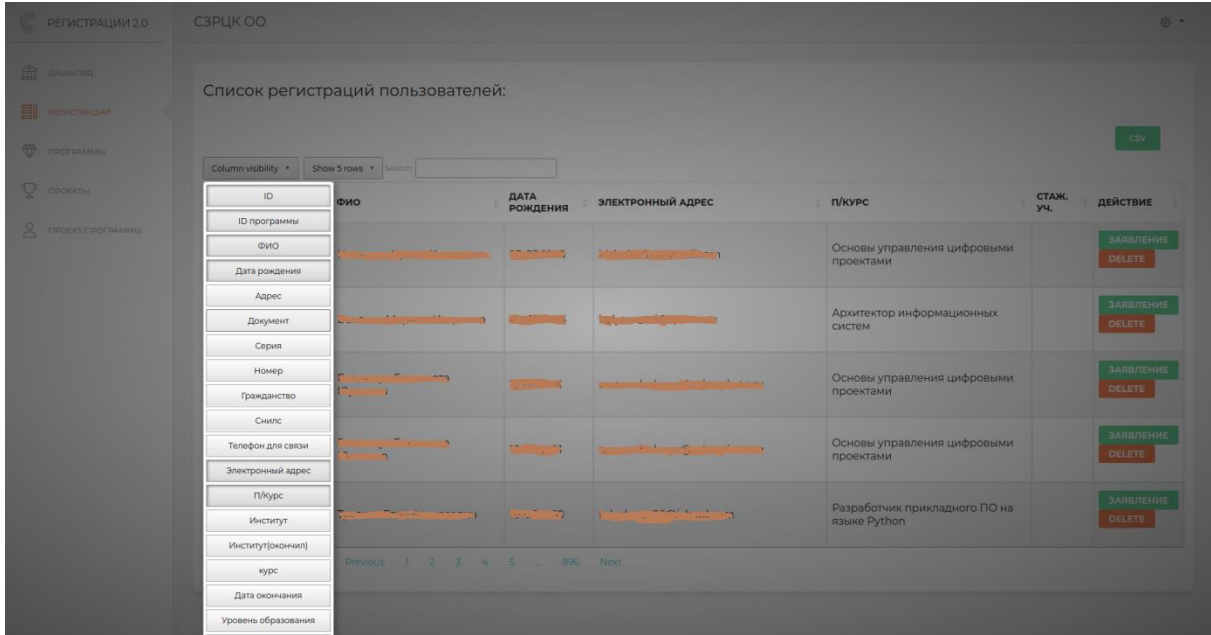 РЕГИСТРАЦИИ 2.0
СЗРЦК ОО
ДАШБОРД
РЕГИСТРАЦИИ
ПРОГРАММЫ
ПРОЕКТЫ
ПРОЕКТ/ПРОГРАММЫ
Список регистраций пользователей:
CSV
Column visibility
Show 5 rows
Search:
ID
ID программы
ФИО
Дата рождения
Адрес
Документ
Серия
Номер
Гражданство
Снилс
Телефон для связи
Электронный адрес
П/Курс
Институт
Институт(окончил)
курс
Дата окончания
Уровень образования
ФИО
ДАТА
РОЖДЕНИЯ
ЭЛЕКТРОННЫЙ АДРЕС
П/КУРС
СТАЖ.
УЧ.
ДЕЙСТВИЕ
Основы управления цифровыми
проектами
ЗАЯВЛЕНИЕ
DELETE
Архитектор информационных
систем
ЗАЯВЛЕНИЕ
DELETE
Основы управления цифровыми
проектами
ЗАЯВЛЕНИЕ
DELETE
Основы управления цифровыми
проектами
ЗАЯВЛЕНИЕ
DELETE
Разработчик прикладного ПО на
языке Python
ЗАЯВЛЕНИЕ
DELETE
Previous 1 2 3 4 5 … 896 Next